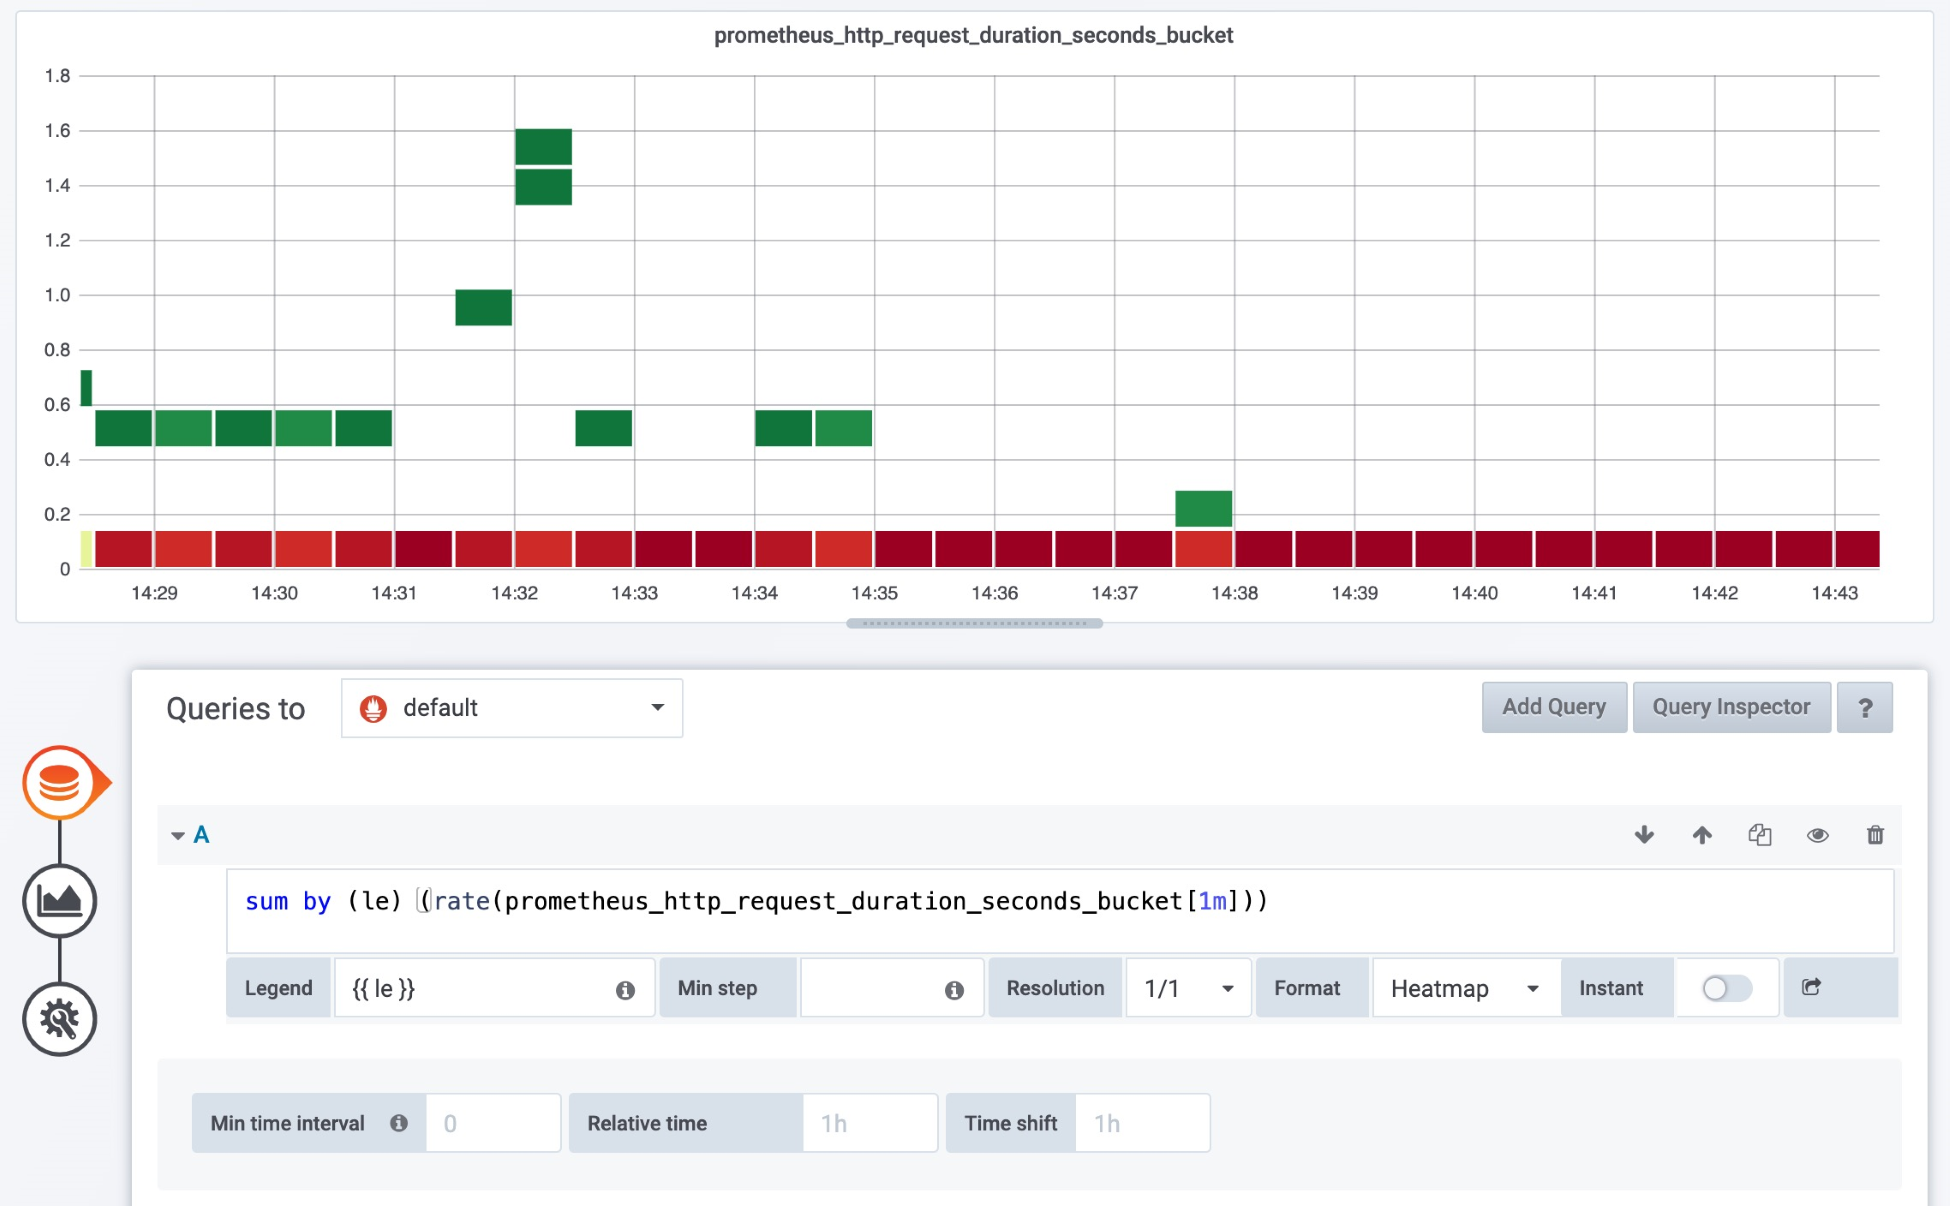 prometheus_http_request_duration_seconds_bucket
1.8
1.6
1.4
1.2
1.0
0.8
0.6
0.4
0.2
0
14:29 14:30 14:31 14:32 14:33 14:34 14:35 14:36 14:37 14:38 14:39 14:40 14:41 14:42 14:43
Queries to default Add Query Query Inspector ?
A
sum by (le) (rate(prometheus_http_request_duration_seconds_bucket[1m]))
Legend {{ le }} Min step Resolution 1/1 Format Heatmap Instant
Min time interval 0 Relative time 1h Time shift 1h